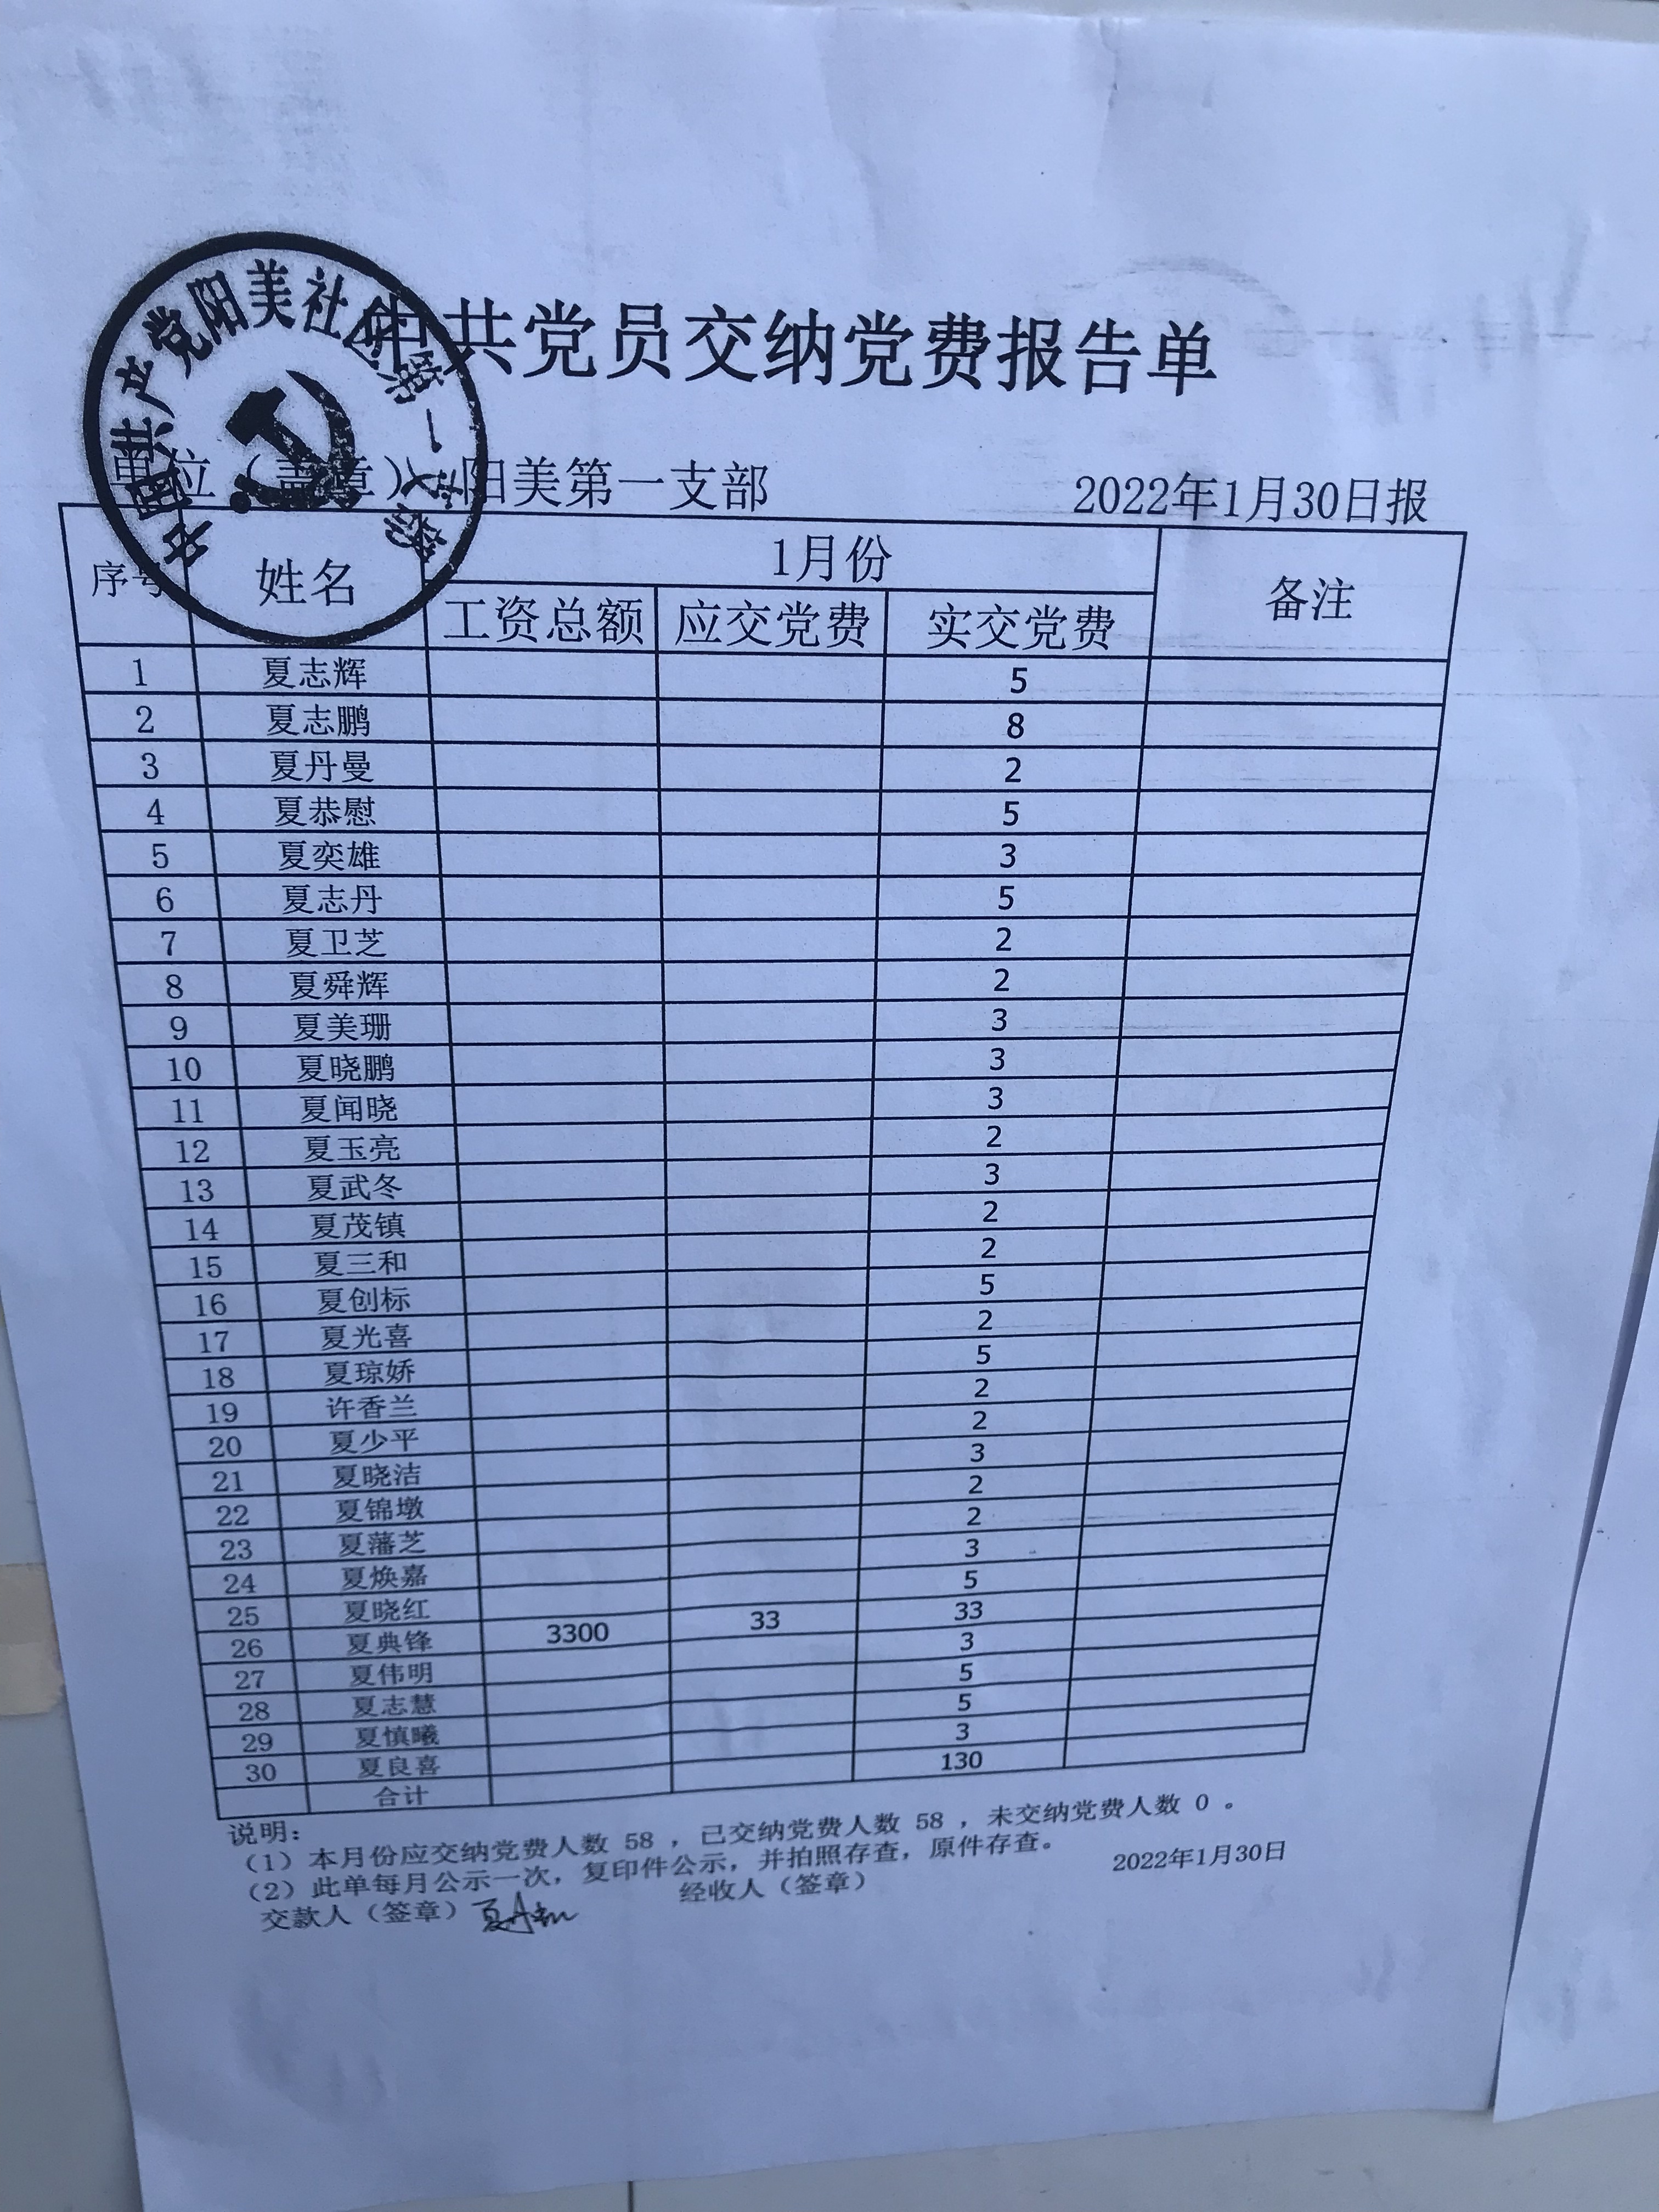 中国共产党阳美社区第一支部
中共党员交纳党费报告单
单位（盖章） 阳美第一支部 2022年1月30日报
序号 姓名 1月份 备注
工资总额 应交党费 实交党费
1 夏志辉 5
2 夏志鹏 8
3 夏丹曼 2
4 夏恭慰 5
5 夏奕雄 3
6 夏志丹 5
7 夏卫芝 2
8 夏舜辉 2
9 夏美珊 3
10 夏晓鹏 3
11 夏闻晓 3
12 夏玉亮 2
13 夏武冬 3
14 夏茂镇 2
15 夏三和 2
16 夏创标 5
17 夏光喜 2
18 夏琼娇 5
19 许香兰 2
20 夏少平 2
21 夏晓洁 3
22 夏锦墩 2
23 夏藩芝 2
24 夏焕嘉 3
25 夏晓红 5
26 夏典锋 3300 33 33
27 夏伟明 3
28 夏志慧 5
29 夏慎曦 5
30 夏良喜 3
合计 130
说明：
（1）本月份应交纳党费人数 58 ，已交纳党费人数 58 ，未交纳党费人数 0 。
（2）此单每月公示一次，复印件公示，并拍照存查，原件存查。
交款人（签章） 经收人（签章） 2022年1月30日